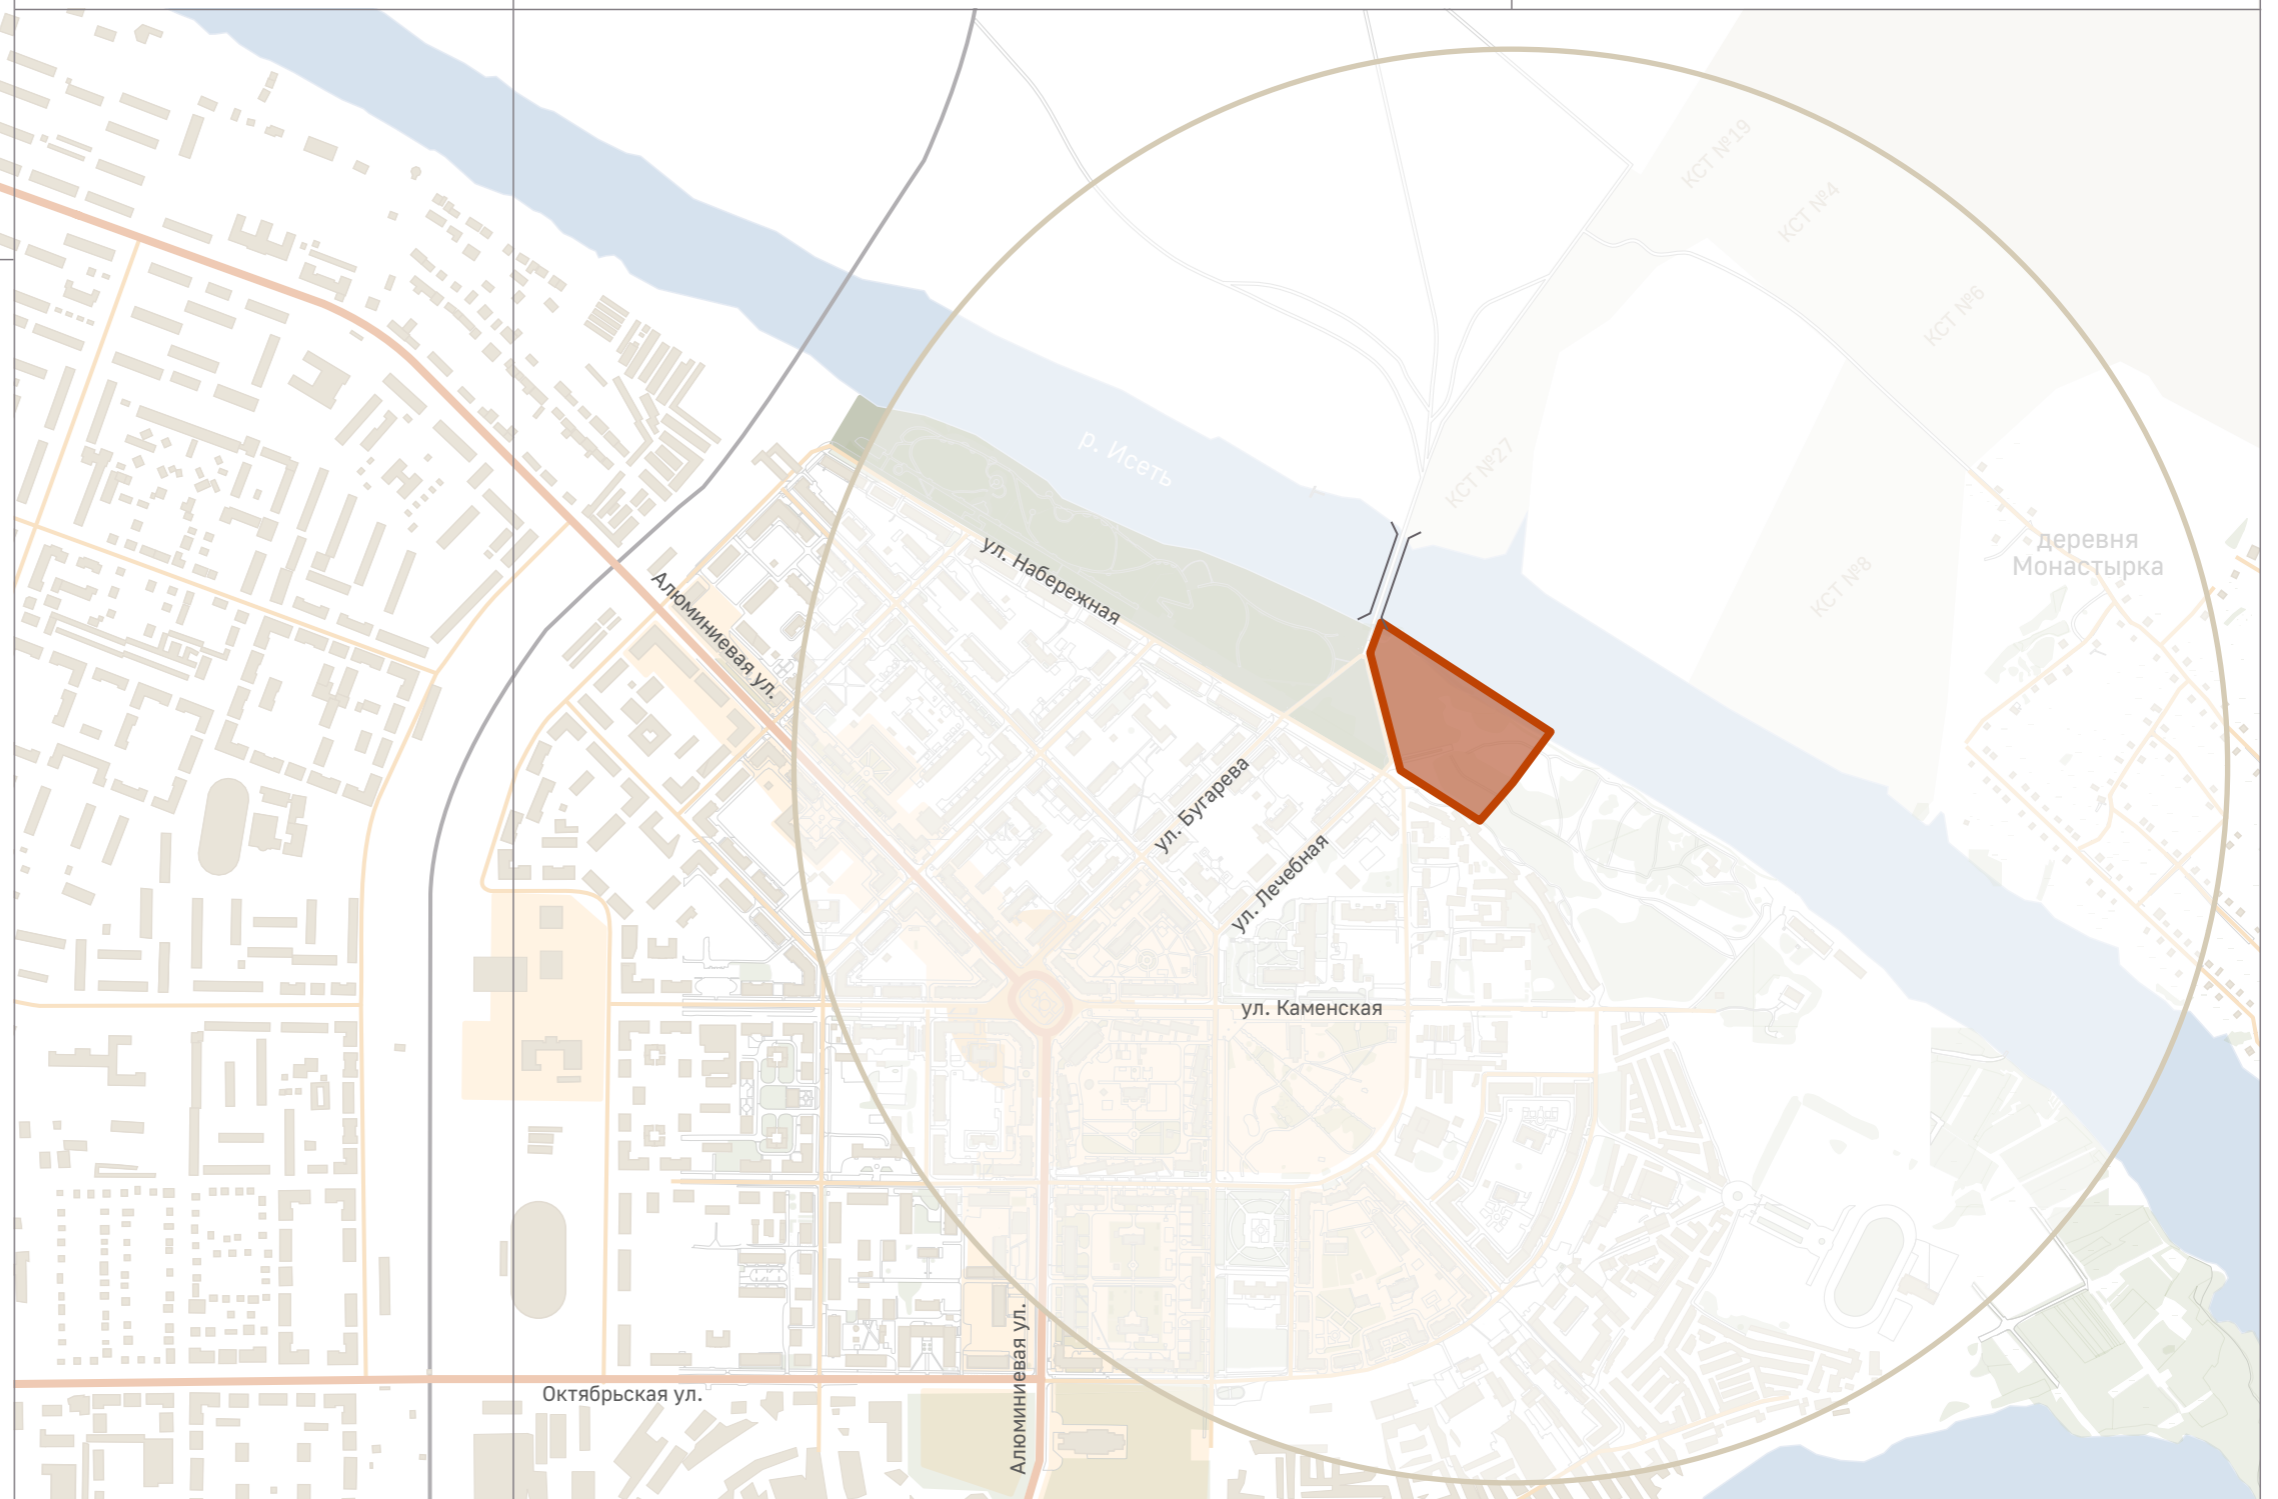 КСТ №19
КСТ №4
КСТ №6
р. Исеть
КСТ №27
деревня
Монастырка
ул. Набережная
КСТ №8
Алюминиевая ул.
ул. Бугарева
ул. Лечебная
ул. Каменская
Алюминиевая ул.
Октябрьская ул.